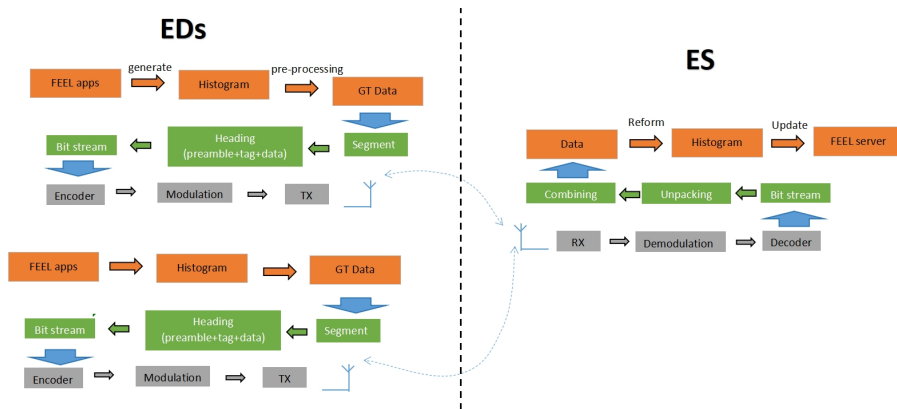 EDs
generate
pre-processing
FEEL apps
Histogram
GT Data
Bit stream
Heading
(preamble+tag+data)
Segment
Encoder
Modulation
TX
FEEL apps
Histogram
GT Data
Bit stream
Heading
(preamble+tag+data)
Segment
Encoder
Modulation
TX
ES
Reform
Update
Data
Histogram
FEEL server
Combining
Unpacking
Bit stream
RX
Demodulation
Decoder